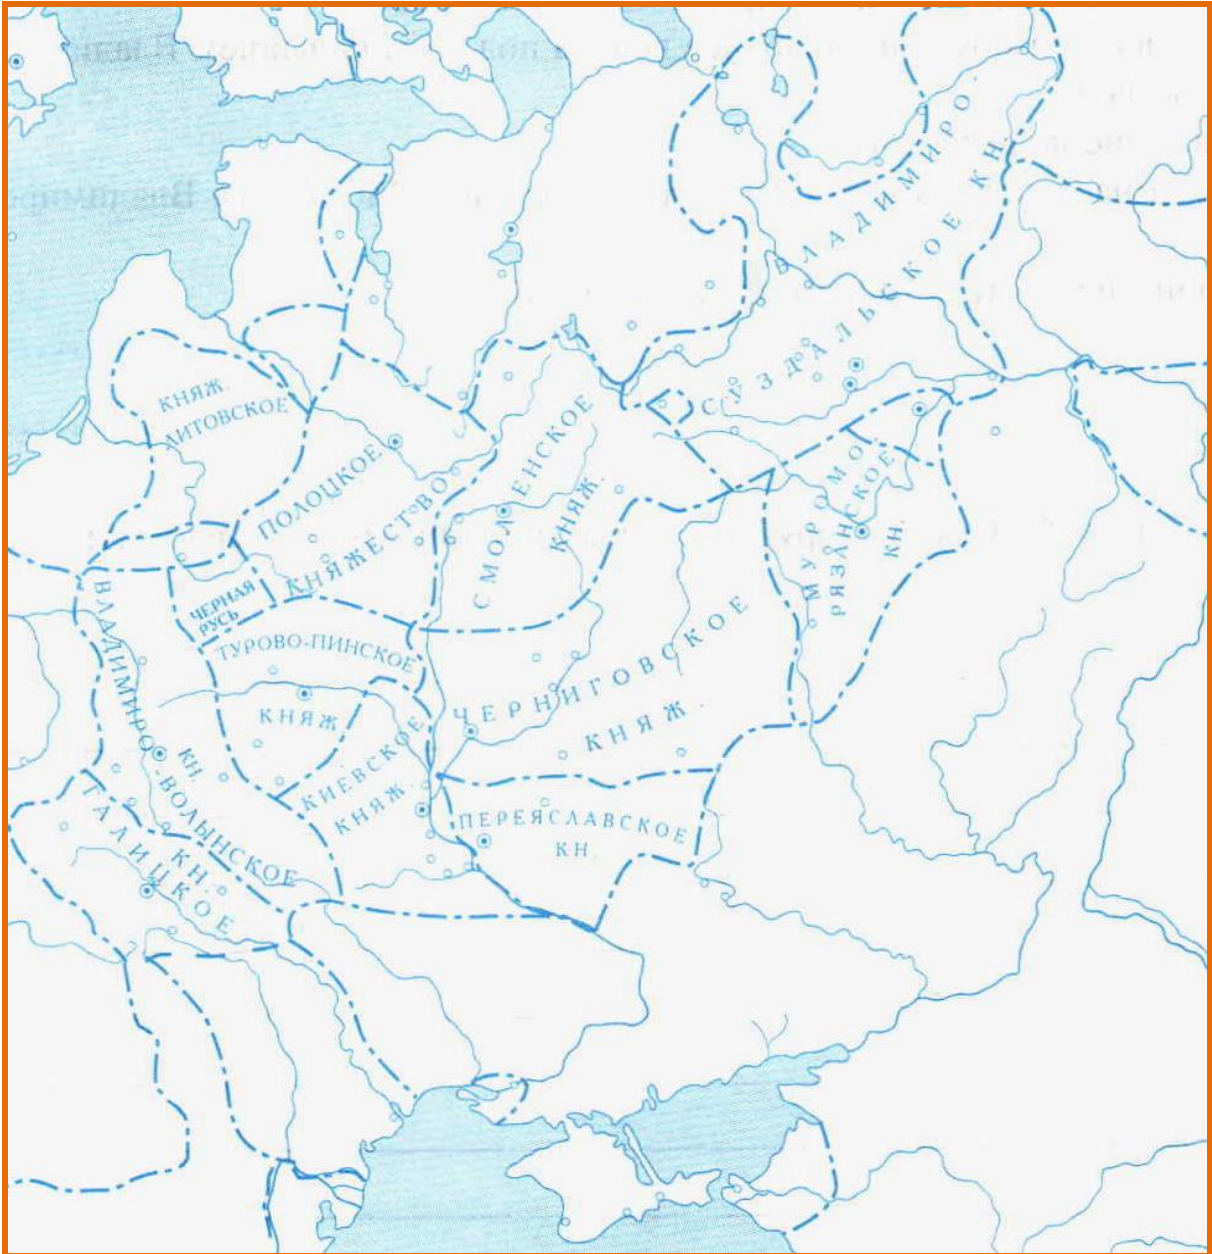 ВЛАДИМИРО
СУЗДАЛЬСКОЕ КН.
КНЯЖ.
ЛИТОВСКОЕ
ПОЛОЦКОЕ
КНЯЖЕСТВО
СМОЛЕНСКОЕ
КНЯЖ.
МУРОМО
РЯЗАНСКОЕ
КН.
ЧЕРНАЯ
РУСЬ
ТУРОВО-ПИНСКОЕ
КНЯЖ
ЧЕРНИГОВСКОЕ
КНЯЖ.
ВЛАДИМИРО-ВОЛЫНСКОЕ
КН.
КИЕВСКОЕ
КНЯЖ.
ПЕРЕЯСЛАВСКОЕ
КН.
ГАЛИЦКОЕ
КН.